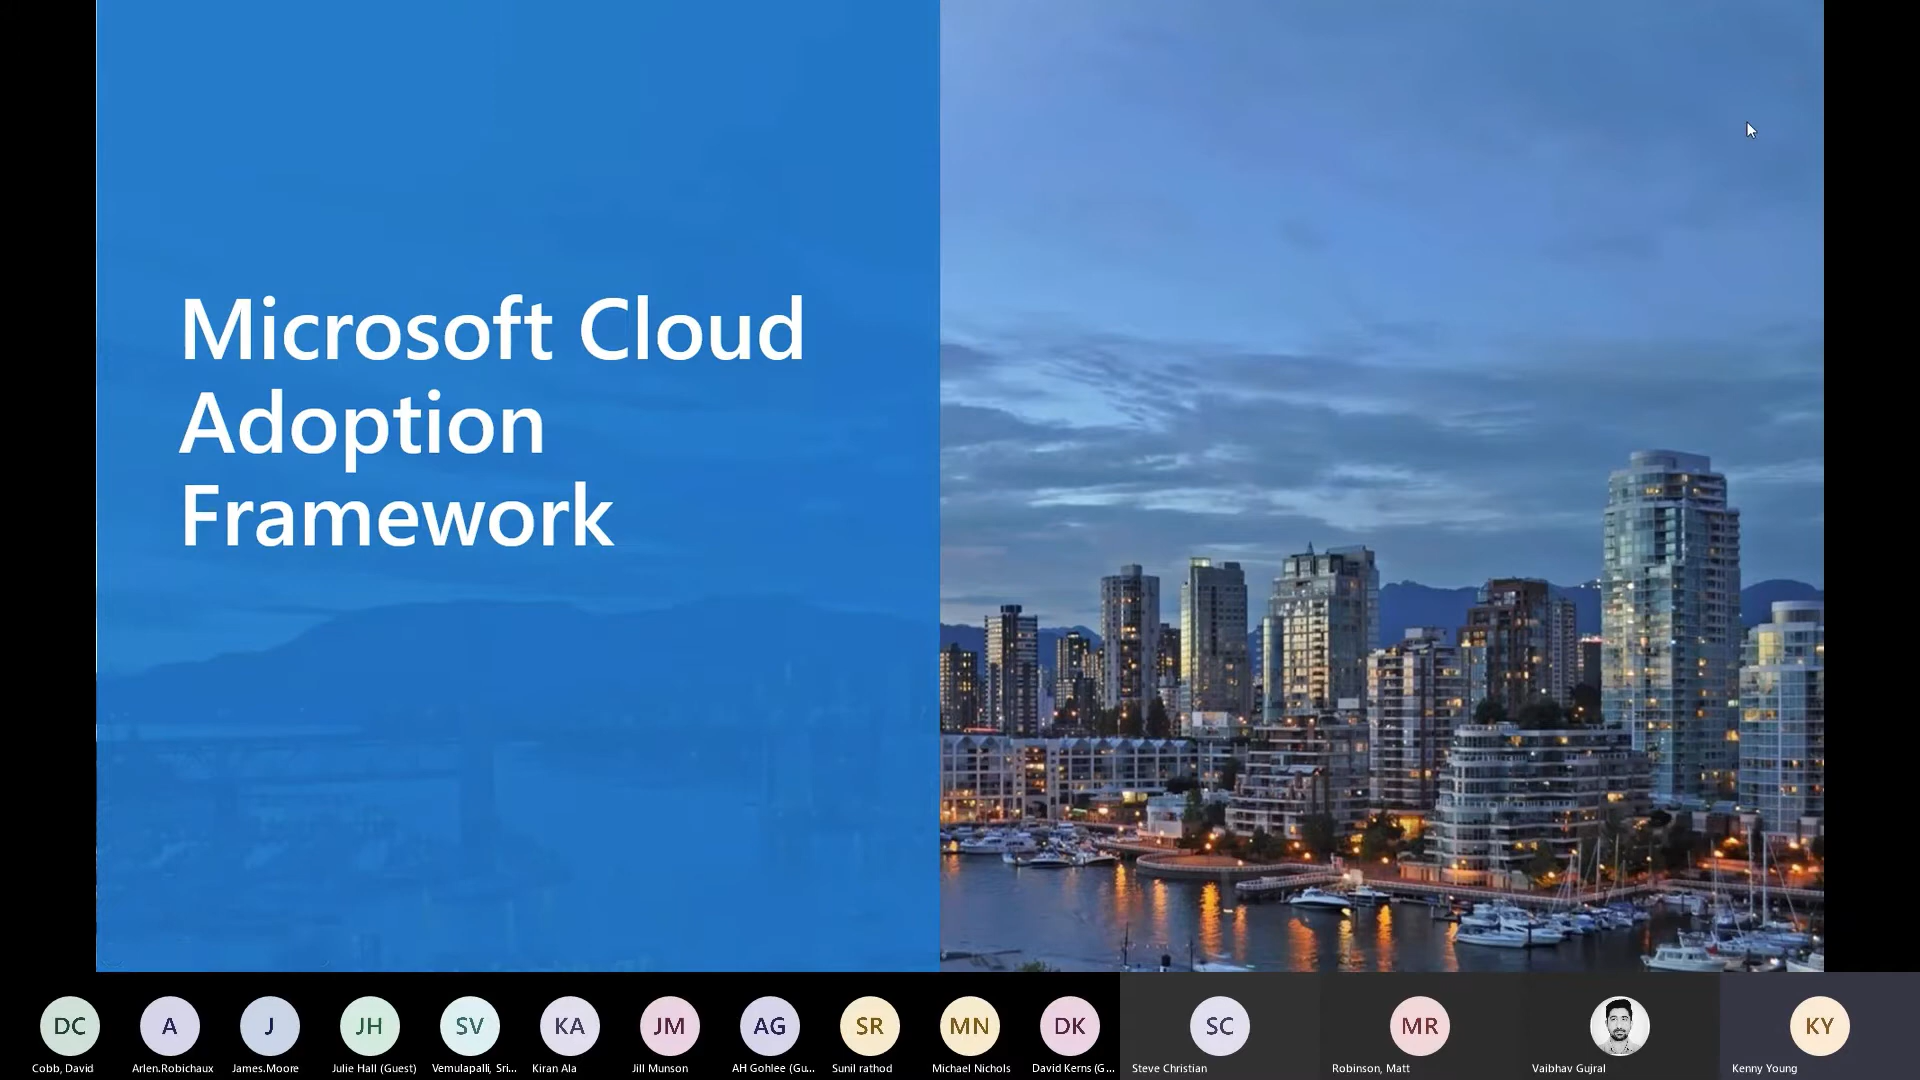 Microsoft Cloud
Adoption
Framework
DC
A
J
JH
SV
KA
JM
AG
SR
MN
DK
SC
MR
KY
Cobb, David
Arlen.Robichaux
James.Moore
Julie Hall (Guest)
Vemulapalli, Sri...
Kiran Ala
Jill Munson
AH Gohlee (Gu...
Sunil rathod
Michael Nichols
David Kerns (G...
Steve Christian
Robinson, Matt
Vaibhav Gujral
Kenny Young